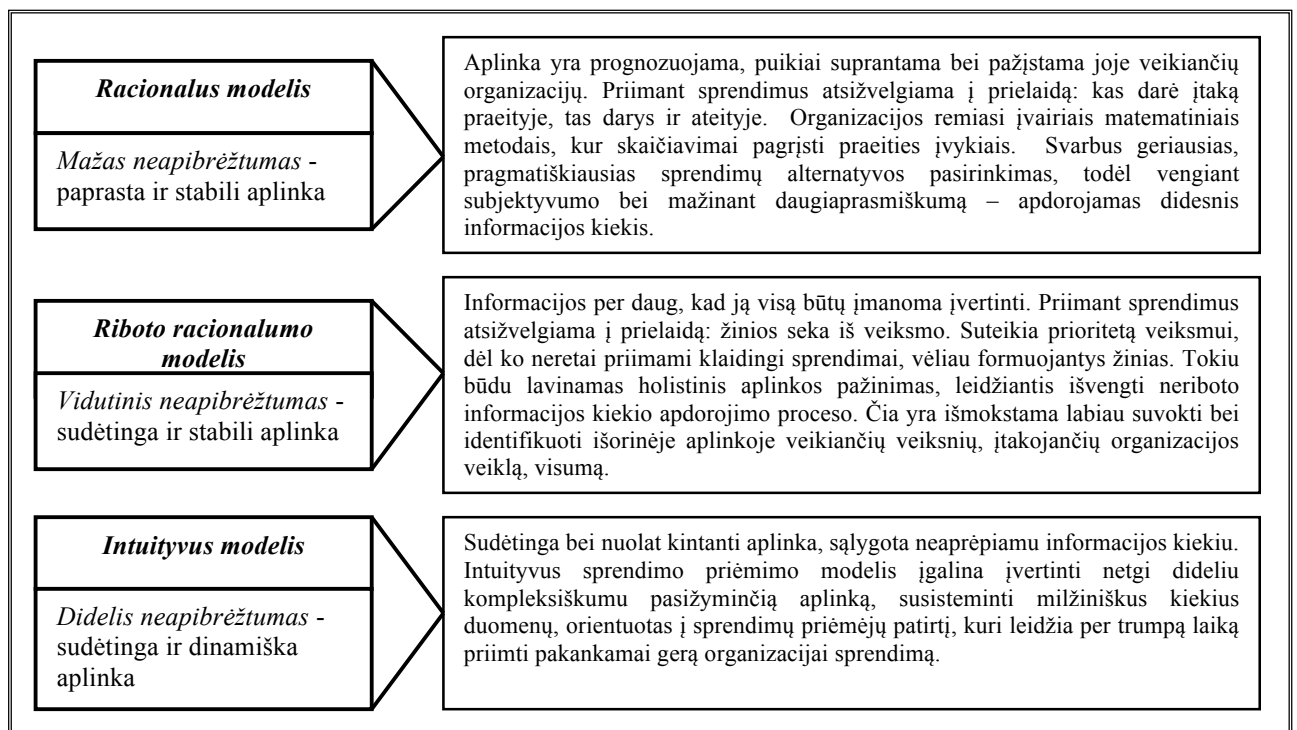 Racionalus modelis
Mažas neapibrėžtumas -
paprasta ir stabili aplinka
Aplinka yra prognozuojama, puikiai suprantama bei pažįstama joje veikiančių
organizacijų. Priimant sprendimus atsižvelgiama į prielaidą: kas darė įtaką
praeityje, tas darys ir ateityje. Organizacijos remiasi įvairiais matematiniais
metodais, kur skaičiavimai pagrįsti praeities įvykiais. Svarbus geriausias,
pragmatiškiausias sprendimų alternatyvos pasirinkimas, todėl vengiant
subjektyvumo bei mažinant daugiaprasmiškumą – apdorojamas didesnis
informacijos kiekis.
Riboto racionalumo
modelis
Vidutinis neapibrėžtumas -
sudėtinga ir stabili aplinka
Informacijos per daug, kad ją visą būtų įmanoma įvertinti. Priimant sprendimus
atsižvelgiama į prielaidą: žinios seka iš veiksmo. Suteikia prioritetą veiksmui,
dėl ko neretai priimami klaidingi sprendimai, vėliau formuojantys žinias. Tokiu
būdu lavinamas holistinis aplinkos pažinimas, leidžiantis išvengti neriboto
informacijos kiekio apdorojimo proceso. Čia yra išmokstama labiau suvokti bei
identifikuoti išorinėje aplinkoje veikiančių veiksnių, įtakojančių organizacijos
veiklą, visumą.
Intuityvus modelis
Didelis neapibrėžtumas -
sudėtinga ir dinamiška
aplinka
Sudėtinga bei nuolat kintanti aplinka, sąlygota neaprėpiamu informacijos kiekiu.
Intuityvus sprendimo priėmimo modelis įgalina įvertinti netgi dideliu
kompleksiškumu pasižyminčią aplinką, susisteminti milžiniškus kiekius
duomenų, orientuotas į sprendimų priėmėjų patirtį, kuri leidžia per trumpą laiką
priimti pakankamai gerą organizacijai sprendimą.